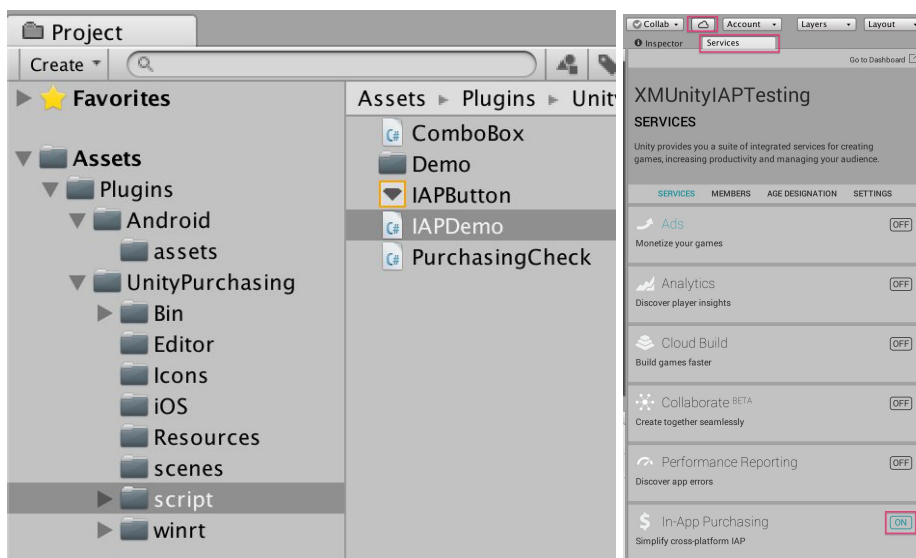 Project
Create
Favorites
Assets
Plugins
Android
assets
UnityPurchasing
Bin
Editor
Icons
iOS
Resources
scenes
script
winrt
Assets Plugins Unit
C# ComboBox
Demo
IAPButton
C# IAPDemo
C# PurchasingCheck
Collab Account Layers Layout
Inspector Services
Go to Dashboard
XMUnityIAPTesting
SERVICES
Unity provides you a suite of integrated services for creating
games, increasing productivity and managing your audience.
SERVICES MEMBERS AGE DESIGNATION SETTINGS
Ads OFF
Monetize your games
Analytics OFF
Discover player insights
Cloud Build OFF
Build games faster
Collaborate BETA OFF
Create together seamlessly
Performance Reporting OFF
Discover app errors
$ In-App Purchasing ON
Simplify cross-platform IAP